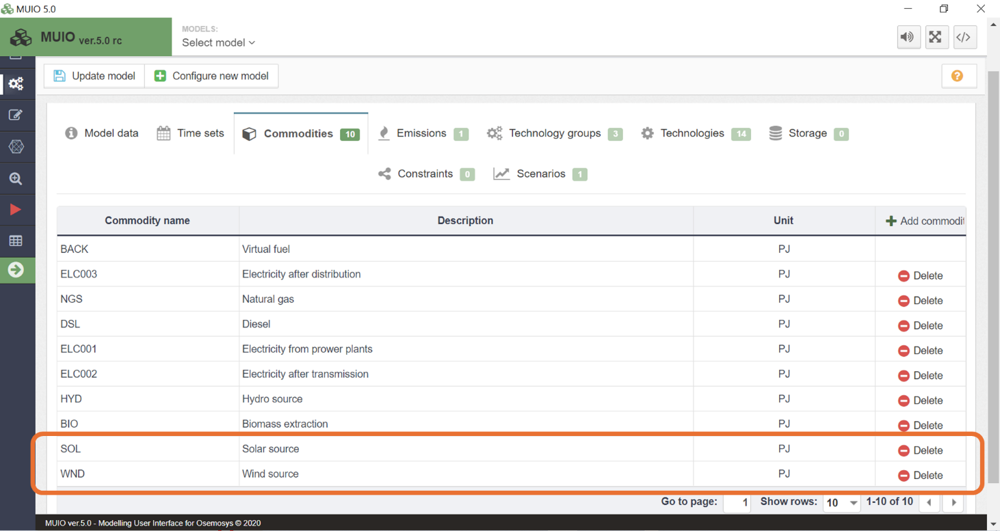 MUIO 5.0
MUIO ver.5.0 rc
MODELS:
Select model
Update model Configure new model
Model data Time sets Commodities 10 Emissions 1 Technology groups 3 Technologies 14 Storage 0
Constraints 0 Scenarios 1
Commodity name Description Unit Add commodit
BACK Virtual fuel PJ
ELC003 Electricity after distribution PJ Delete
NGS Natural gas PJ Delete
DSL Diesel PJ Delete
ELC001 Electricity from prower plants PJ Delete
ELC002 Electricity after transmission PJ Delete
HYD Hydro source PJ Delete
BIO Biomass extraction PJ Delete
SOL Solar source PJ Delete
WND Wind source PJ Delete
Go to page: 1 Show rows: 10 1-10 of 10
MUIO ver.5.0 - Modelling User Interface for Osemosys © 2020